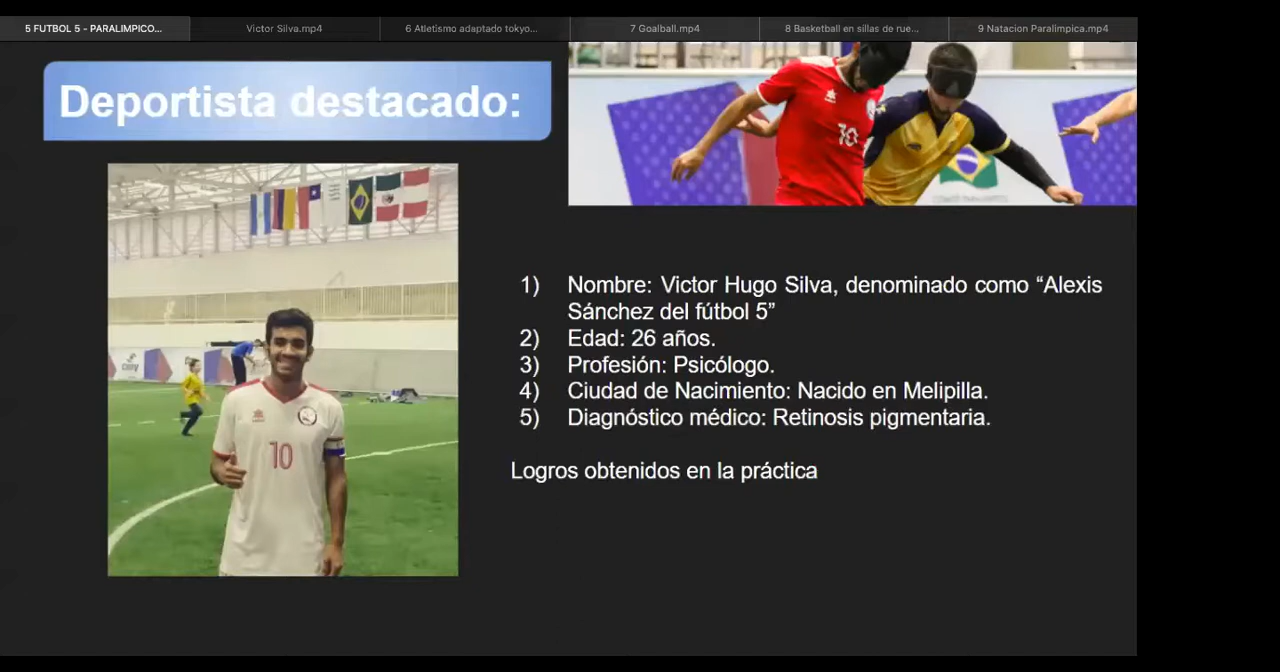 5 FUTBOL 5 - PARALIMPICO...
Victor Silva.mp4
6 Atletismo adaptado tokyo...
7 Goalball.mp4
8 Basketball en sillas de rue...
9 Natacion Paralimpica.mp4
Deportista destacado:
10
10
1) Nombre: Victor Hugo Silva, denominado como “Alexis
Sánchez del fútbol 5”
2) Edad: 26 años.
3) Profesión: Psicólogo.
4) Ciudad de Nacimiento: Nacido en Melipilla.
5) Diagnóstico médico: Retinosis pigmentaria.
Logros obtenidos en la práctica